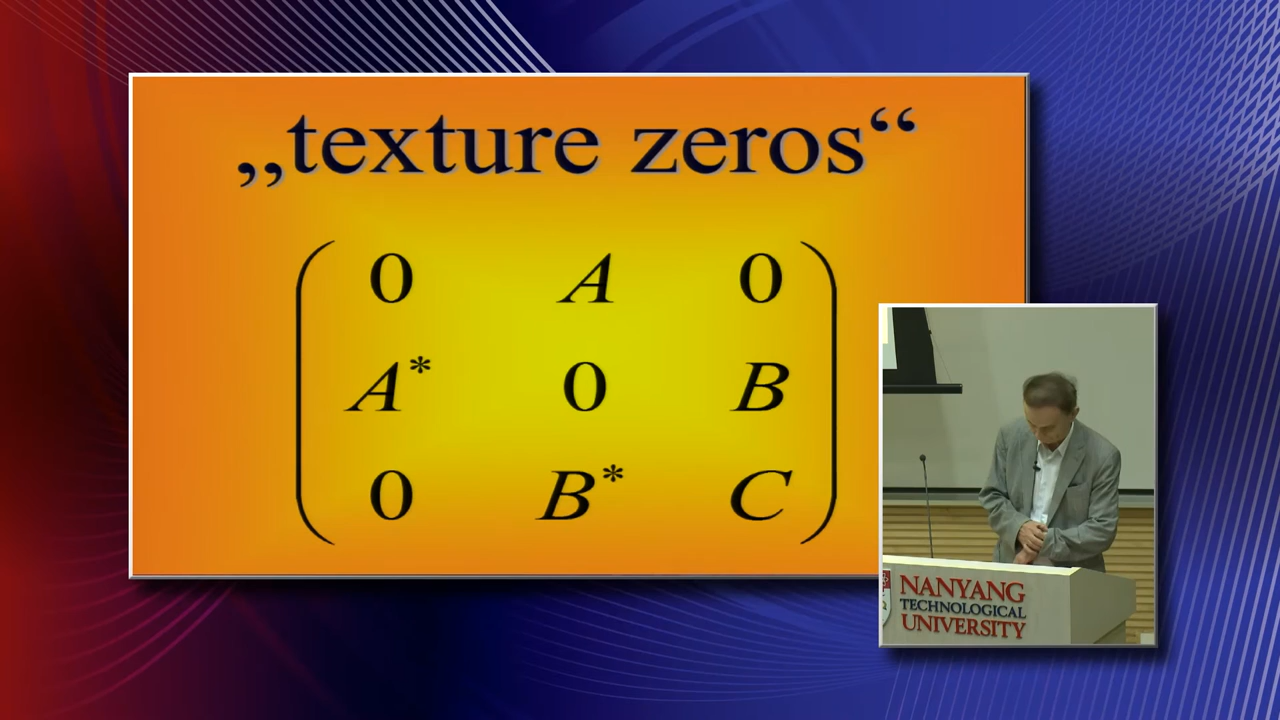 „texture zeros“
0 A 0
A* 0 B
0 B* C
NANYANG
TECHNOLOGICAL
UNIVERSITY